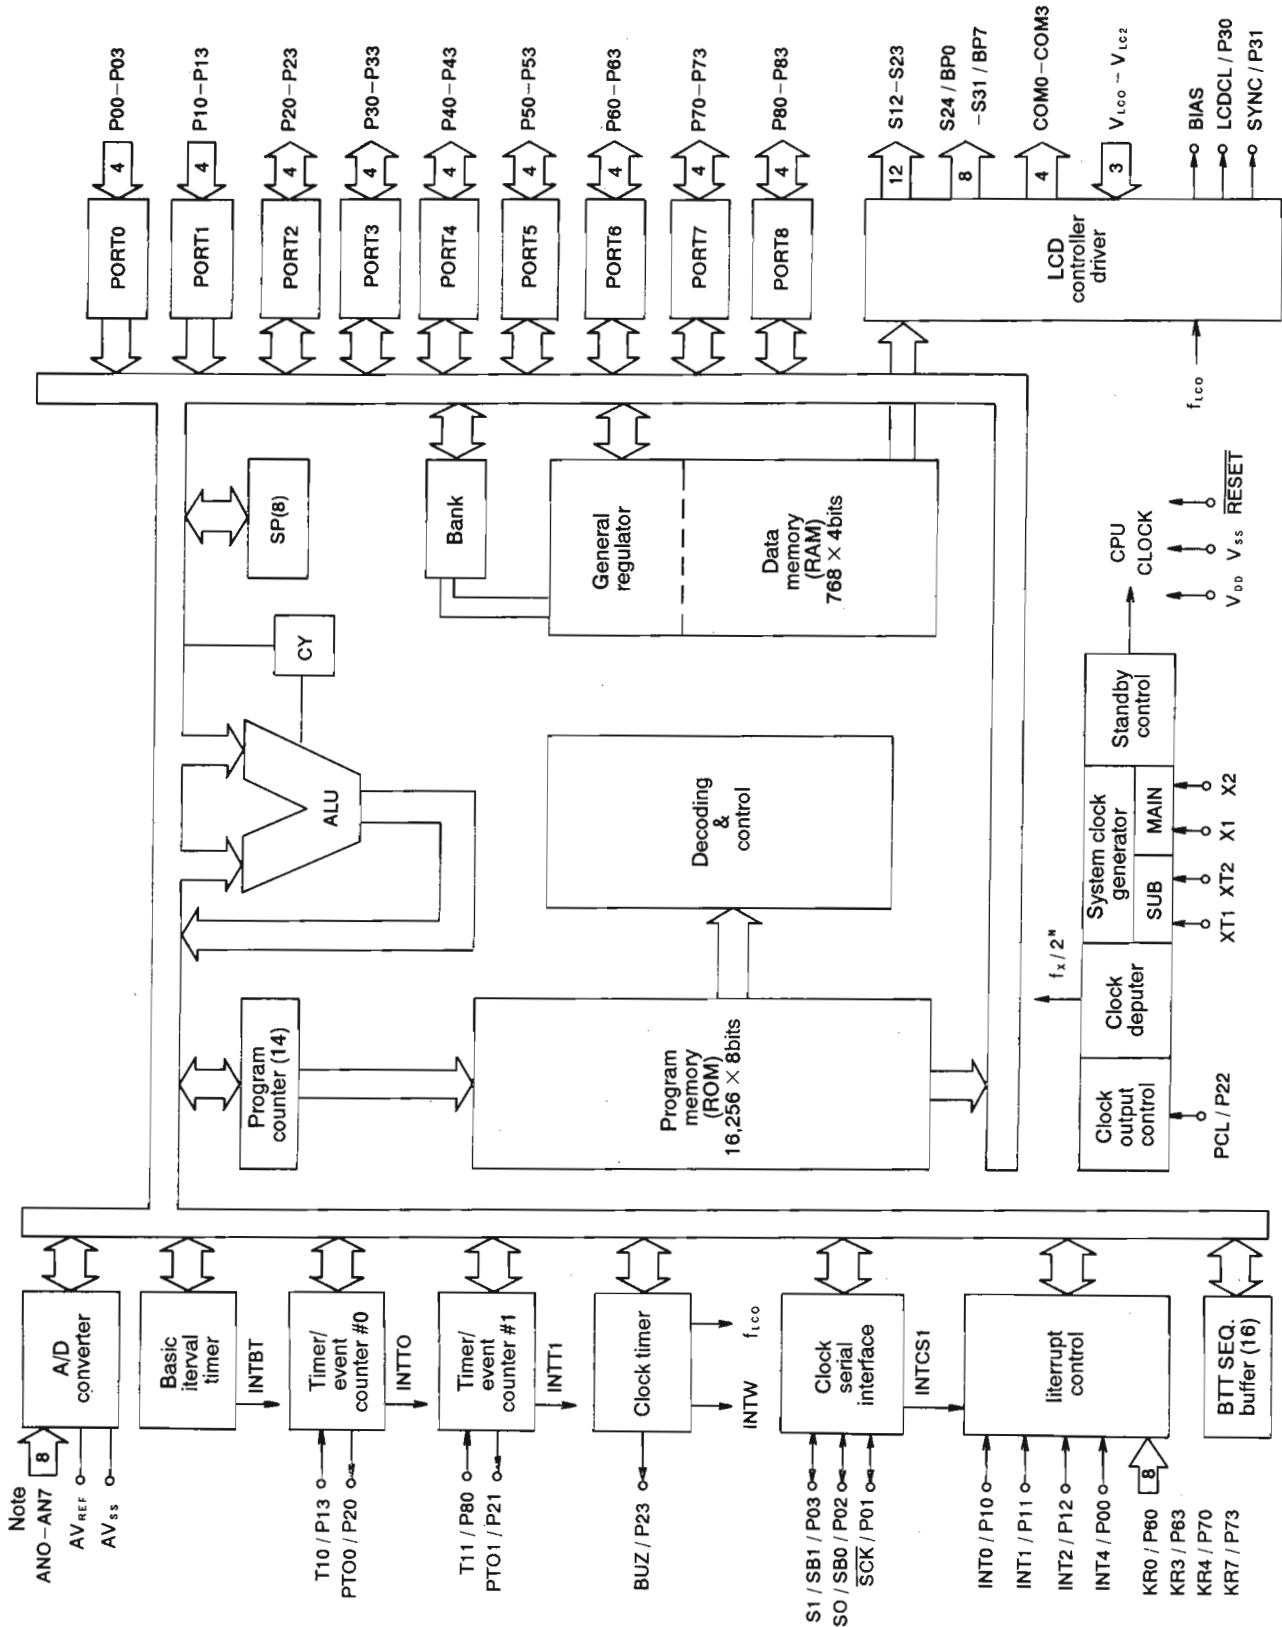 Note
ANO-AN7
8
AVREF
AVSS
A/D
converter
Basic
iterval
timer
INTBT
T10 / P13
PTO0 / P20
Timer/
event
counter #0
INTTO
T11 / P80
PTO1 / P21
Timer/
event
counter #1
INTT1
BUZ / P23
Clock timer
INTW
fLCO
S1 / SB1 / P03
SO / SB0 / P02
SCK / P01
Clock
serial
interface
INTCS1
INT0 / P10
INT1 / P11
INT2 / P12
INT4 / P00
KR0 / P60
KR3 / P63
KR4 / P70
KR7 / P73
8
Iiterrupt
control
BTT SEQ.
buffer (16)
Program
counter (14)
ALU
CY
SP(8)
Program
memory
(ROM)
16,256 × 8bits
Decoding
&
control
Bank
General
regulator
Data
memory
(RAM)
768 × 4bits
PORT0
4
P00-P03
PORT1
4
P10-P13
PORT2
4
P20-P23
PORT3
4
P30-P33
PORT4
4
P40-P43
PORT5
4
P50-P53
PORT6
4
P60-P63
PORT7
4
P70-P73
PORT8
4
P80-P83
LCD
controller
driver
12
S12-S23
8
S24 / BP0
-S31 / BP7
4
COM0-COM3
3
VLCO - VLC2
BIAS
LCDCL / P30
SYNC / P31
fLCO
Clock
output
control
PCL / P22
Clock
deputer
fX / 2N
System clock
generator
SUB
MAIN
XT1
XT2
X1
X2
Standby
control
CPU
CLOCK
VDD
VSS
RESET